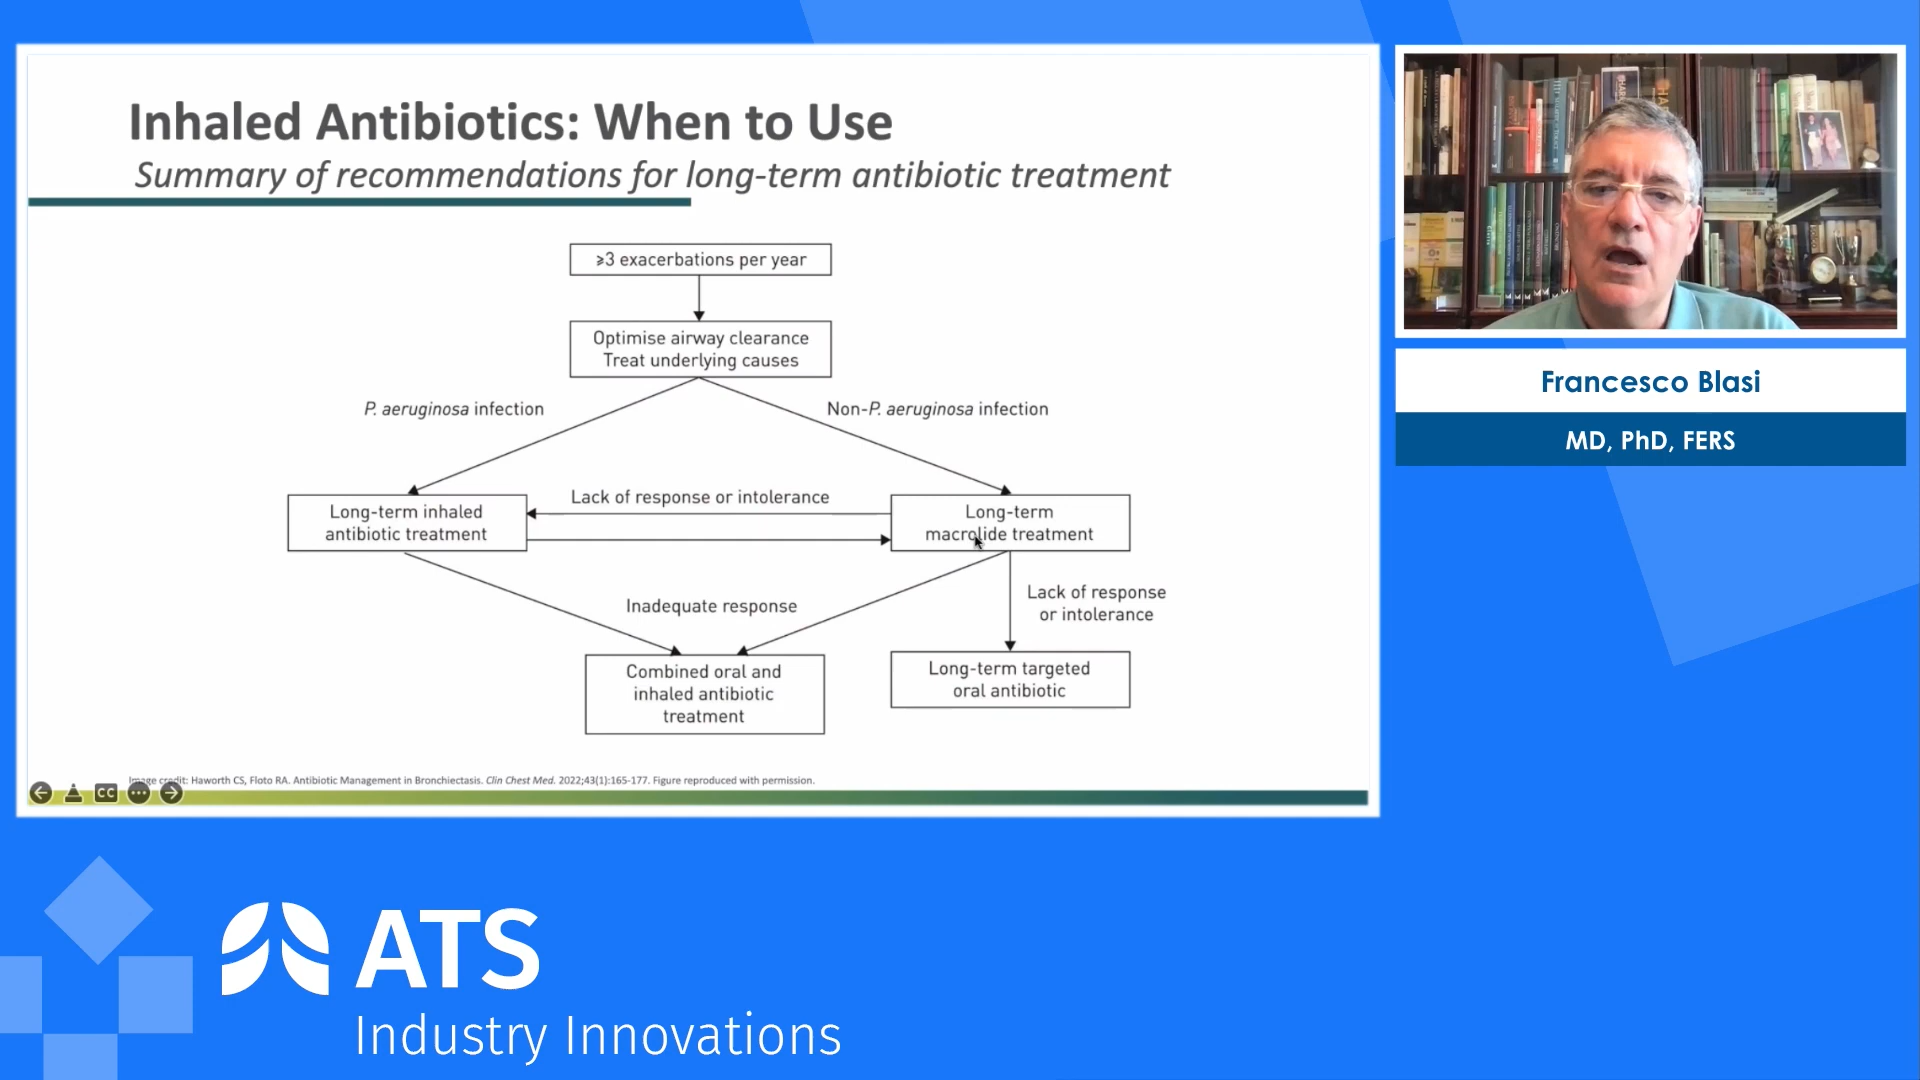 Inhaled Antibiotics: When to Use
Summary of recommendations for long-term antibiotic treatment
≥3 exacerbations per year
Optimise airway clearance
Treat underlying causes
P. aeruginosa infection
Non-P. aeruginosa infection
Long-term inhaled
antibiotic treatment
Lack of response or intolerance
Long-term
macrolide treatment
Inadequate response
Lack of response
or intolerance
Combined oral and
inhaled antibiotic
treatment
Long-term targeted
oral antibiotic
Image credit: Haworth CS, Floto RA. Antibiotic Management in Bronchiectasis. Clin Chest Med. 2022;43(1):165-177. Figure reproduced with permission.
CC
Francesco Blasi
MD, PhD, FERS
ATS
Industry Innovations